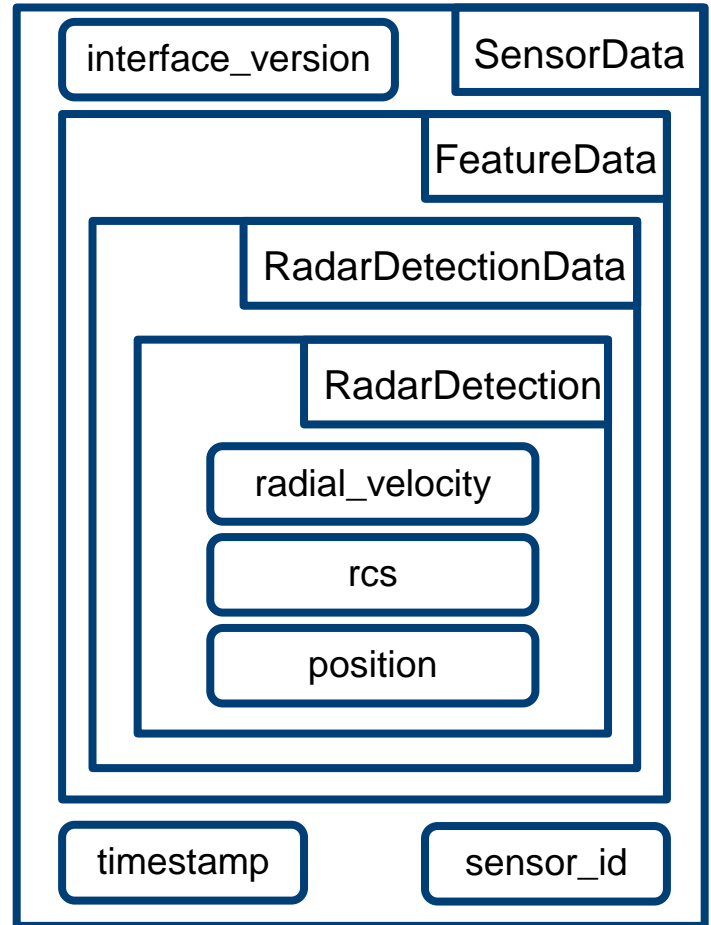 interface_version
SensorData
FeatureData
RadarDetectionData
RadarDetection
radial_velocity
rcs
position
timestamp
sensor_id